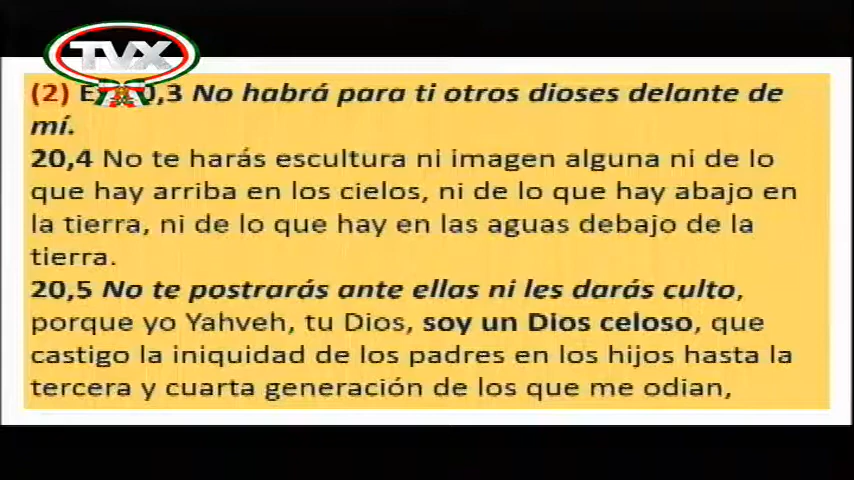 TVX
(2) 0,3 No habrá para ti otros dioses delante de
mí.
20,4 No te harás escultura ni imagen alguna ni de lo
que hay arriba en los cielos, ni de lo que hay abajo en
la tierra, ni de lo que hay en las aguas debajo de la
tierra.
20,5 No te postrarás ante ellas ni les darás culto,
porque yo Yahveh, tu Dios, soy un Dios celoso, que
castigo la iniquidad de los padres en los hijos hasta la
tercera y cuarta generación de los que me odian,